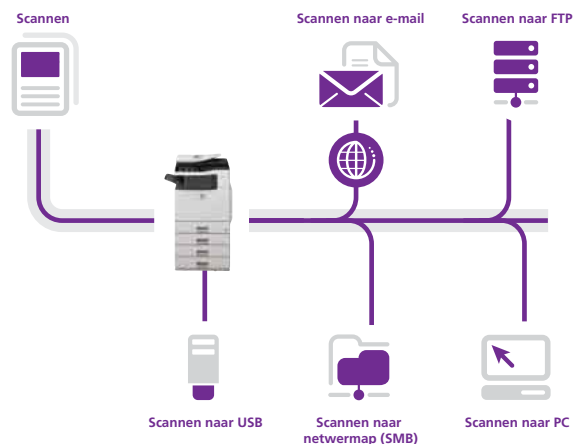 Scannen
Scannen naar e-mail
Scannen naar FTP
Scannen naar USB
Scannen naar
netwermap (SMB)
Scannen naar PC